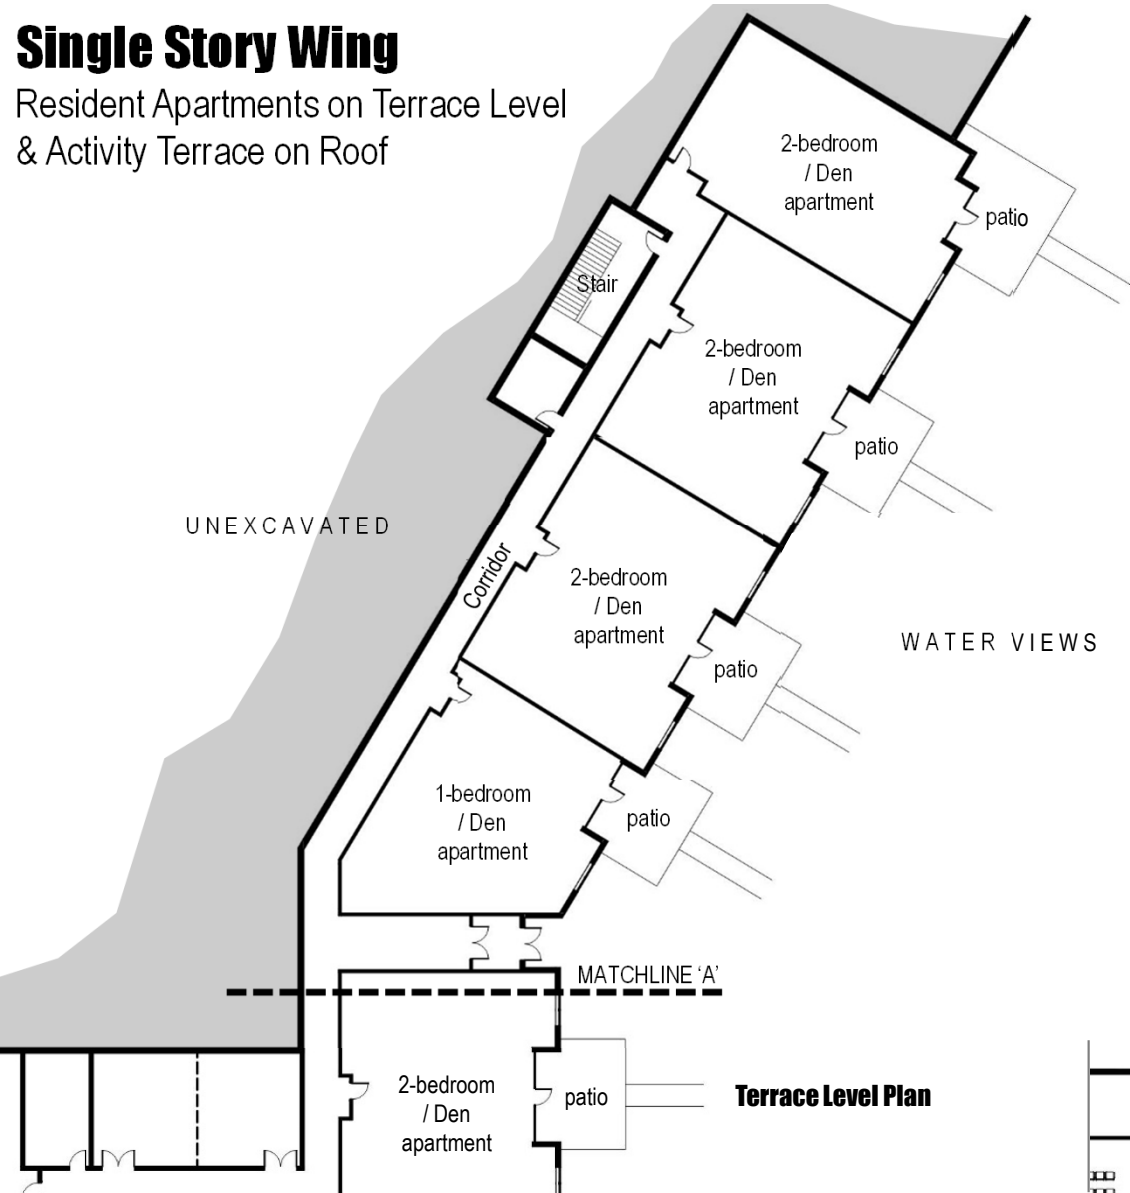 Single Story Wing
Resident Apartments on Terrace Level
& Activity Terrace on Roof
2-bedroom
/ Den
apartment
patio
Stair
2-bedroom
/ Den
apartment
patio
UNEXCAVATED
Corridor
2-bedroom
/ Den
apartment
patio
WATER VIEWS
1-bedroom
/ Den
apartment
patio
MATCHLINE ‘A’
2-bedroom
/ Den
apartment
patio
Terrace Level Plan